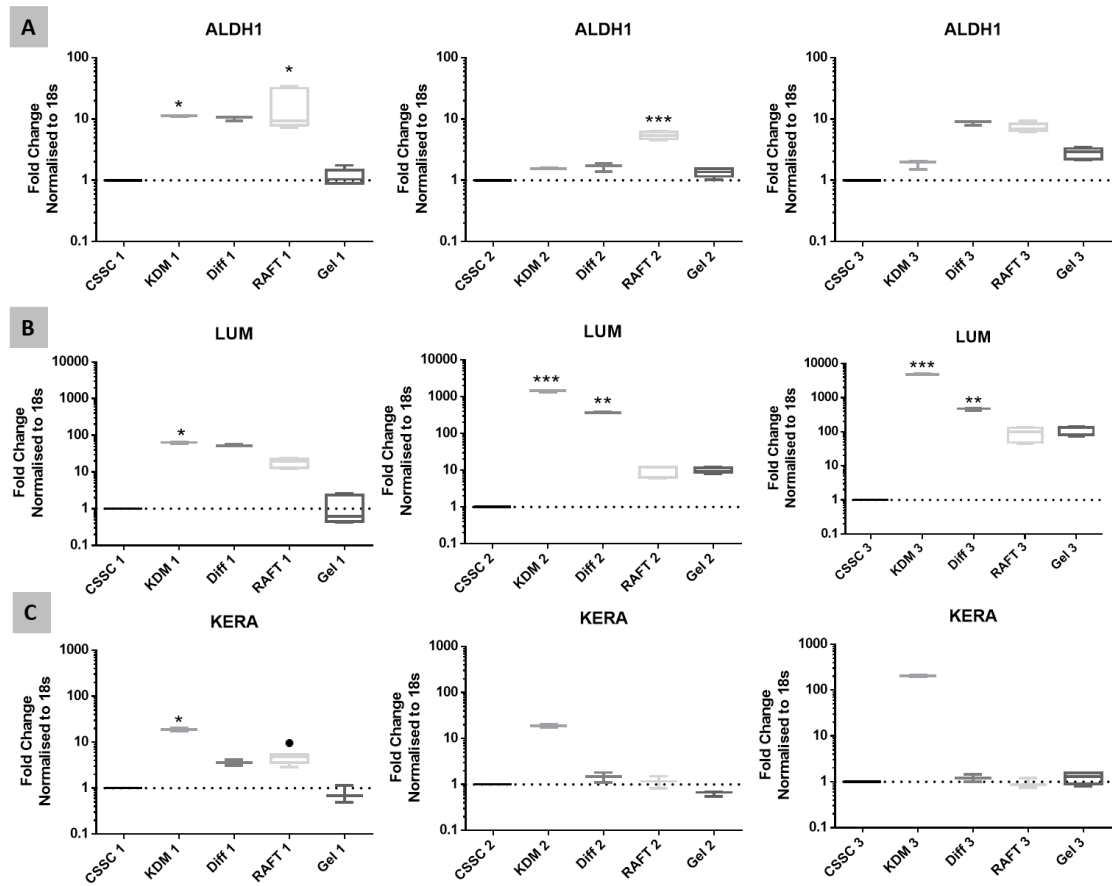 A
ALDH1
Fold Change
Normalised to 18s
100
10
1
0.1
*
*
CSSC 1
KDM 1
Diff 1
RAFT 1
Gel 1
ALDH1
Fold Change
Normalised to 18s
100
10
1
0.1
***
CSSC 2
KDM 2
Diff 2
RAFT 2
Gel 2
ALDH1
Fold Change
Normalised to 18s
100
10
1
0.1
CSSC 3
KDM 3
Diff 3
RAFT 3
Gel 3
B
LUM
Fold Change
Normalised to 18s
10000
1000
100
10
1
0.1
*
CSSC 1
KDM 1
Diff 1
RAFT 1
Gel 1
LUM
Fold Change
Normalised to 18s
10000
1000
100
10
1
0.1
***
**
CSSC 2
KDM 2
Diff 2
RAFT 2
Gel 2
LUM
Fold Change
Normalised to 18s
10000
1000
100
10
1
0.1
***
**
CSSC 3
KDM 3
Diff 3
RAFT 3
Gel 3
C
KERA
Fold Change
Normalised to 18s
1000
100
10
1
0.1
*
CSSC 1
KDM 1
Diff 1
RAFT 1
Gel 1
KERA
Fold Change
Normalised to 18s
1000
100
10
1
0.1
CSSC 2
KDM 2
Diff 2
RAFT 2
Gel 2
KERA
Fold Change
Normalised to 18s
1000
100
10
1
0.1
CSSC 3
KDM 3
Diff 3
RAFT 3
Gel 3